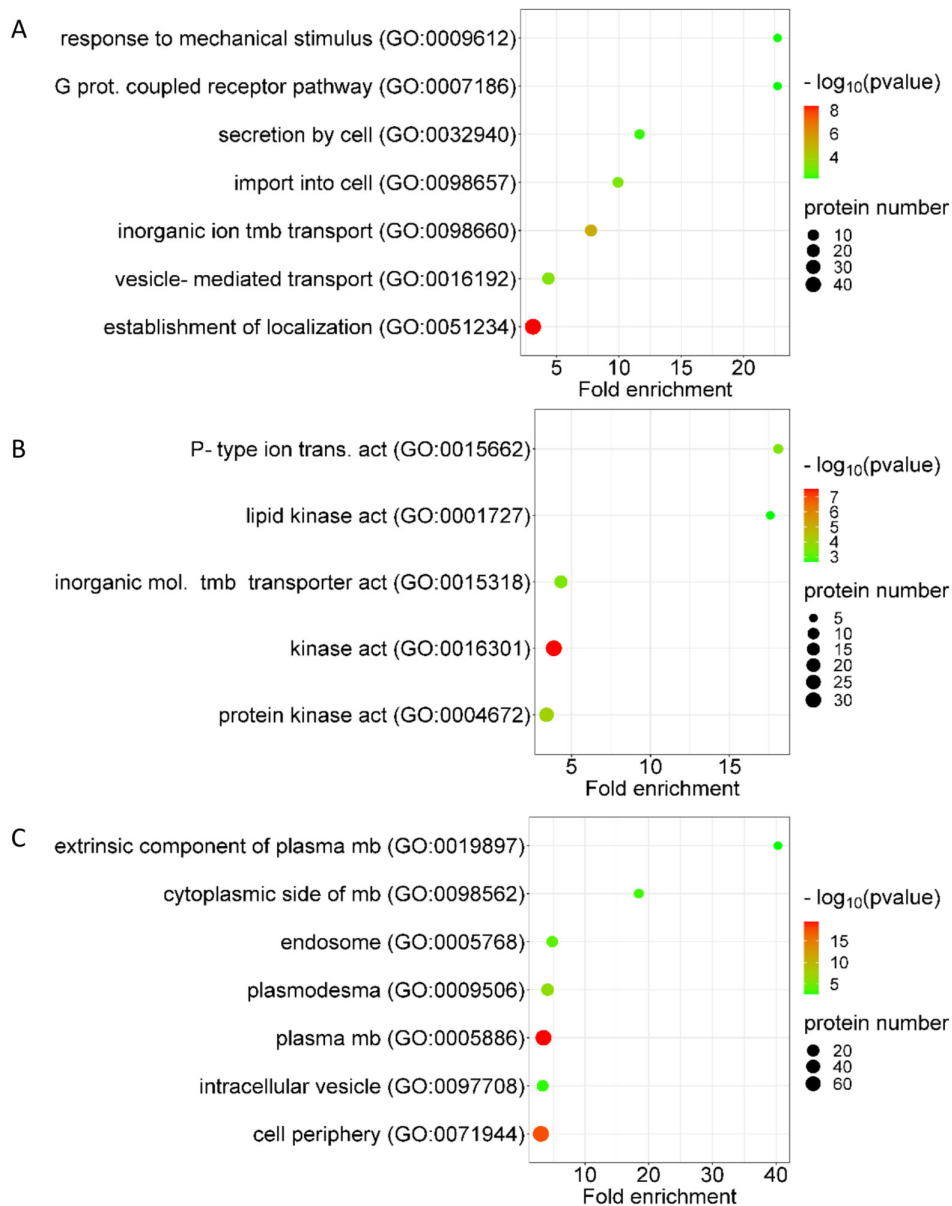 A
response to mechanical stimulus (GO:0009612)
G prot. coupled receptor pathway (GO:0007186)
secretion by cell (GO:0032940)
import into cell (GO:0098657)
inorganic ion tmb transport (GO:0098660)
vesicle- mediated transport (GO:0016192)
establishment of localization (GO:0051234)
5 10 15 20
Fold enrichment
- log10(pvalue)
8
6
4
protein number
10
20
30
40
B
P- type ion trans. act (GO:0015662)
lipid kinase act (GO:0001727)
inorganic mol. tmb transporter act (GO:0015318)
kinase act (GO:0016301)
protein kinase act (GO:0004672)
5 10 15
Fold enrichment
- log10(pvalue)
7
6
5
4
3
protein number
5
10
15
20
25
30
C
extrinsic component of plasma mb (GO:0019897)
cytoplasmic side of mb (GO:0098562)
endosome (GO:0005768)
plasmodesma (GO:0009506)
plasma mb (GO:0005886)
intracellular vesicle (GO:0097708)
cell periphery (GO:0071944)
10 20 30 40
Fold enrichment
- log10(pvalue)
15
10
5
protein number
20
40
60